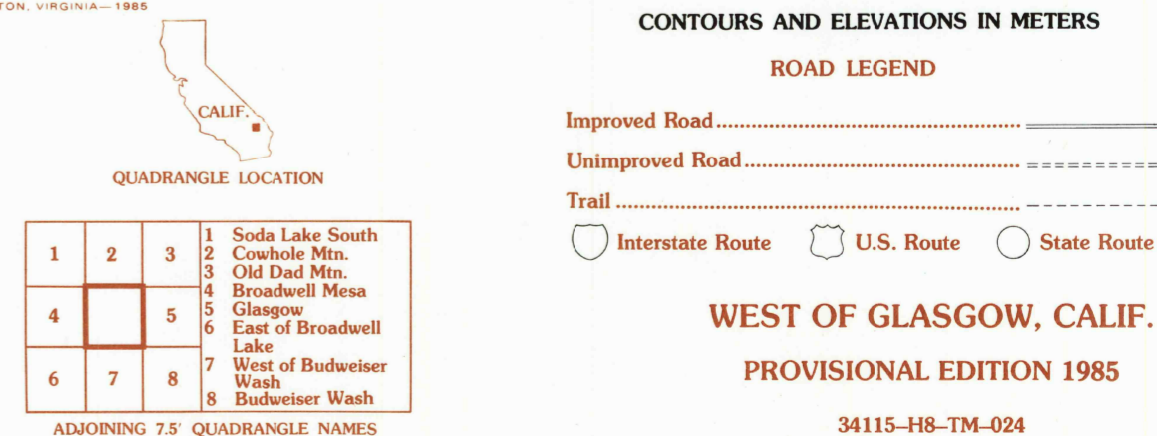 TON, VIRGINIA—1985
CALIF.
QUADRANGLE LOCATION
1 2 3
4 5
6 7 8
1 Soda Lake South
2 Cowhole Mtn.
3 Old Dad Mtn.
4 Broadwell Mesa
5 Glasgow
6 East of Broadwell
Lake
7 West of Budweiser
Wash
8 Budweiser Wash
ADJOINING 7.5' QUADRANGLE NAMES
CONTOURS AND ELEVATIONS IN METERS
ROAD LEGEND
Improved Road
Unimproved Road
Trail
Interstate Route U.S. Route State Route
WEST OF GLASGOW, CALIF.
PROVISIONAL EDITION 1985
34115–H8–TM–024